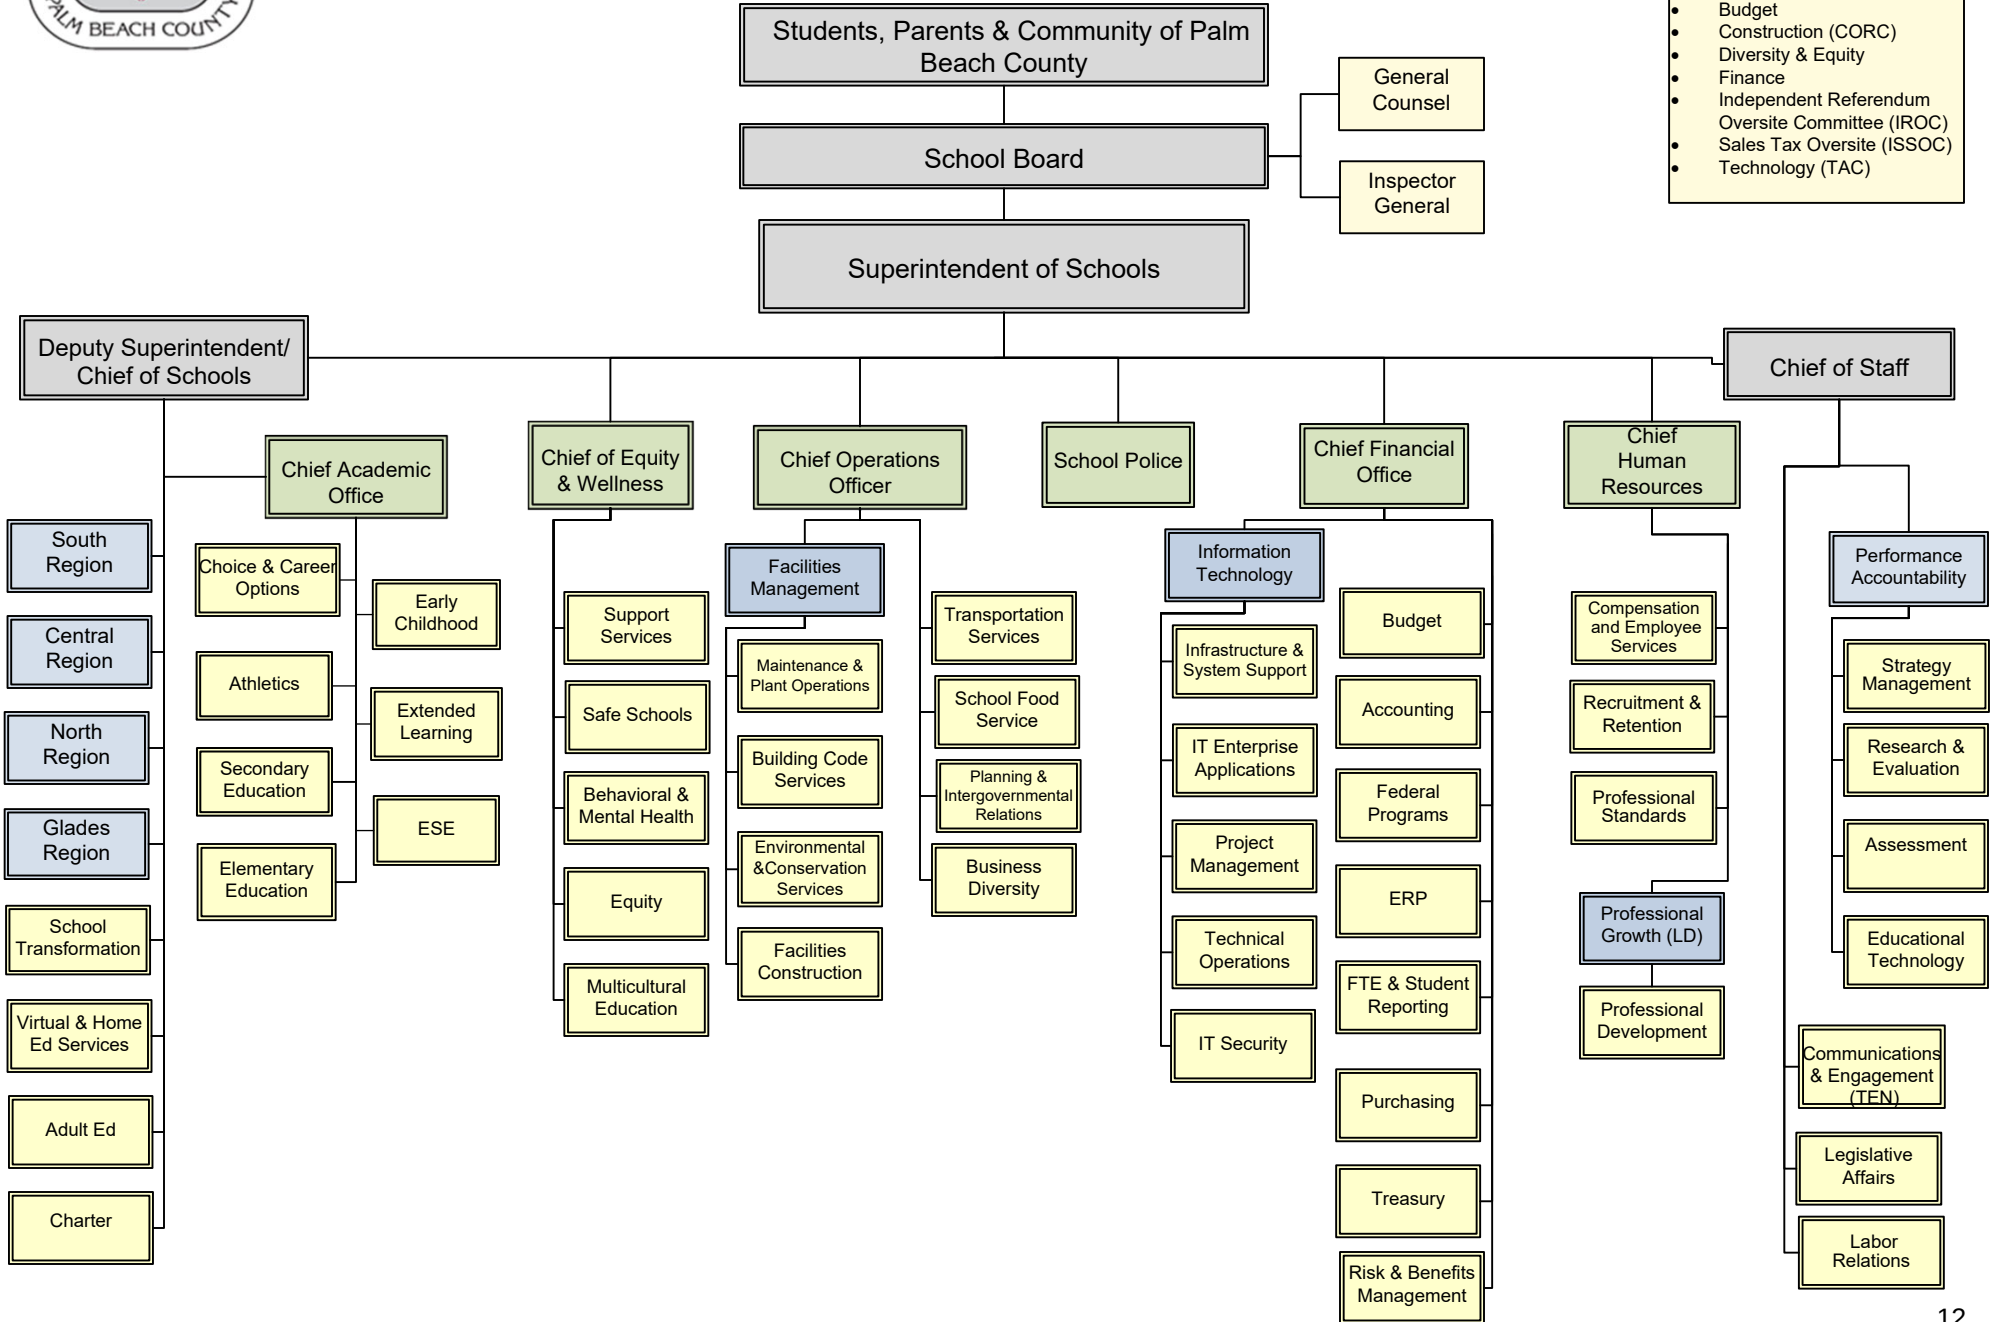 PALM BEACH COUNTY
Students, Parents & Community of Palm
Beach County
General
Counsel
School Board
Inspector
General
Superintendent of Schools
Budget
Construction (CORC)
Diversity & Equity
Finance
Independent Referendum
Oversite Committee (IROC)
Sales Tax Oversite (ISSOC)
Technology (TAC)
Deputy Superintendent/
Chief of Schools
Chief of Staff
Chief Academic
Office
Chief of Equity
& Wellness
Chief Operations
Officer
School Police
Chief Financial
Office
Chief
Human
Resources
South
Region
Central
Region
North
Region
Glades
Region
School
Transformation
Virtual & Home
Ed Services
Adult Ed
Charter
Choice & Career
Options
Athletics
Secondary
Education
Elementary
Education
Early
Childhood
Extended
Learning
ESE
Support
Services
Safe Schools
Behavioral &
Mental Health
Equity
Multicultural
Education
Facilities
Management
Maintenance &
Plant Operations
Building Code
Services
Environmental
&Conservation
Services
Facilities
Construction
Transportation
Services
School Food
Service
Planning &
Intergovernmental
Relations
Business
Diversity
Information
Technology
Infrastructure &
System Support
IT Enterprise
Applications
Project
Management
Technical
Operations
IT Security
Budget
Accounting
Federal
Programs
ERP
FTE & Student
Reporting
Purchasing
Treasury
Risk & Benefits
Management
Compensation
and Employee
Services
Recruitment &
Retention
Professional
Standards
Professional
Growth (LD)
Professional
Development
Performance
Accountability
Strategy
Management
Research &
Evaluation
Assessment
Educational
Technology
Communications
& Engagement
(TEN)
Legislative
Affairs
Labor
Relations
12